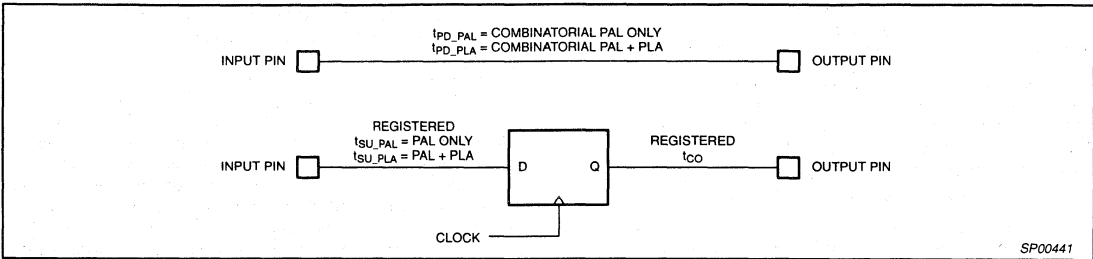 tPD_PAL = COMBINATORIAL PAL ONLY
tPD_PLA = COMBINATORIAL PAL + PLA
INPUT PIN
OUTPUT PIN
REGISTERED
tSU_PAL = PAL ONLY
tSU_PLA = PAL + PLA
REGISTERED
tCO
INPUT PIN
D
Q
OUTPUT PIN
CLOCK
SP00441